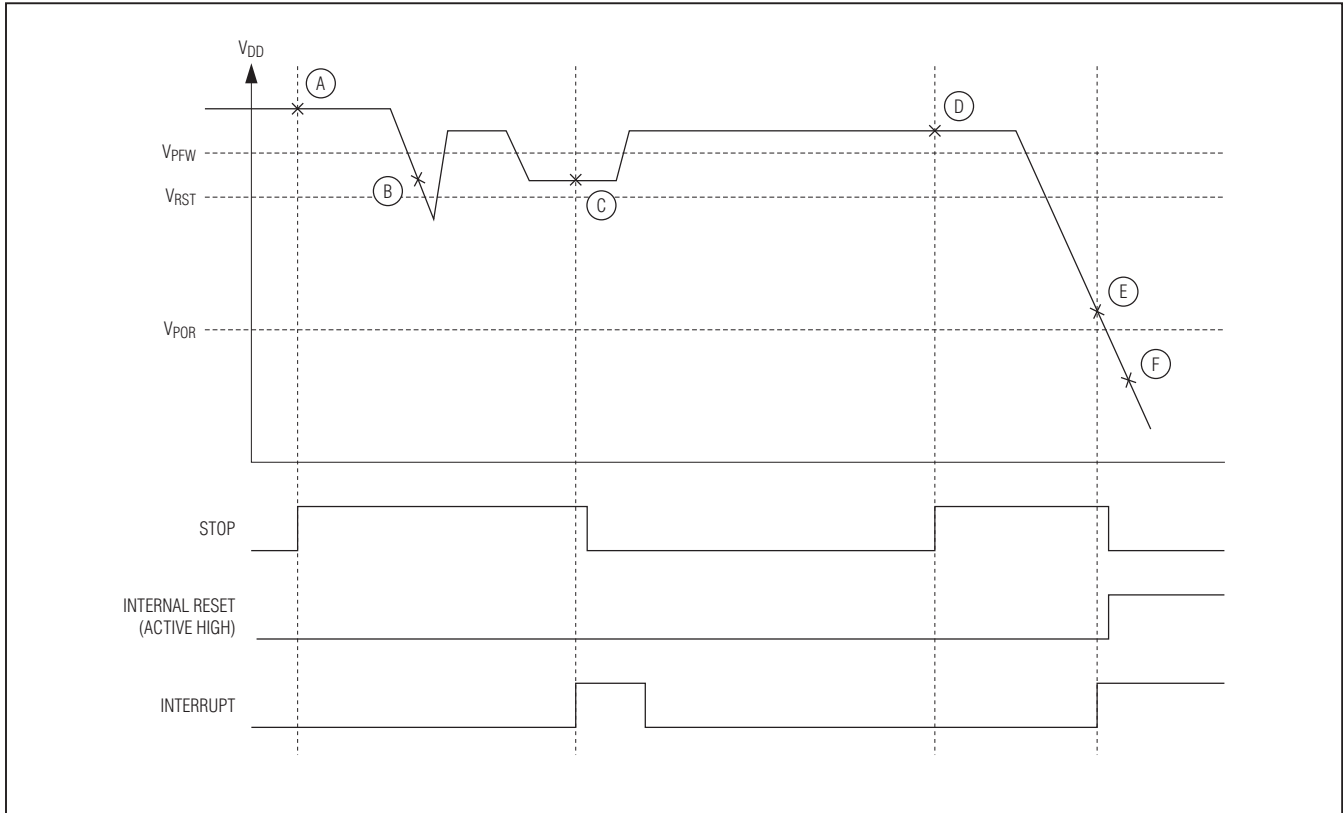 VDD
A
D
VPFW
B
VRST
C
E
VPOR
F
STOP
INTERNAL RESET
(ACTIVE HIGH)
INTERRUPT